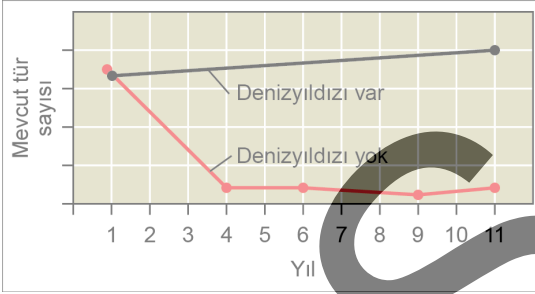 Mevcut tür
sayısı
Denizyıldızı var
Denizyıldızı yok
1 2 3 4 5 6 7 8 9 10 11
Yıl